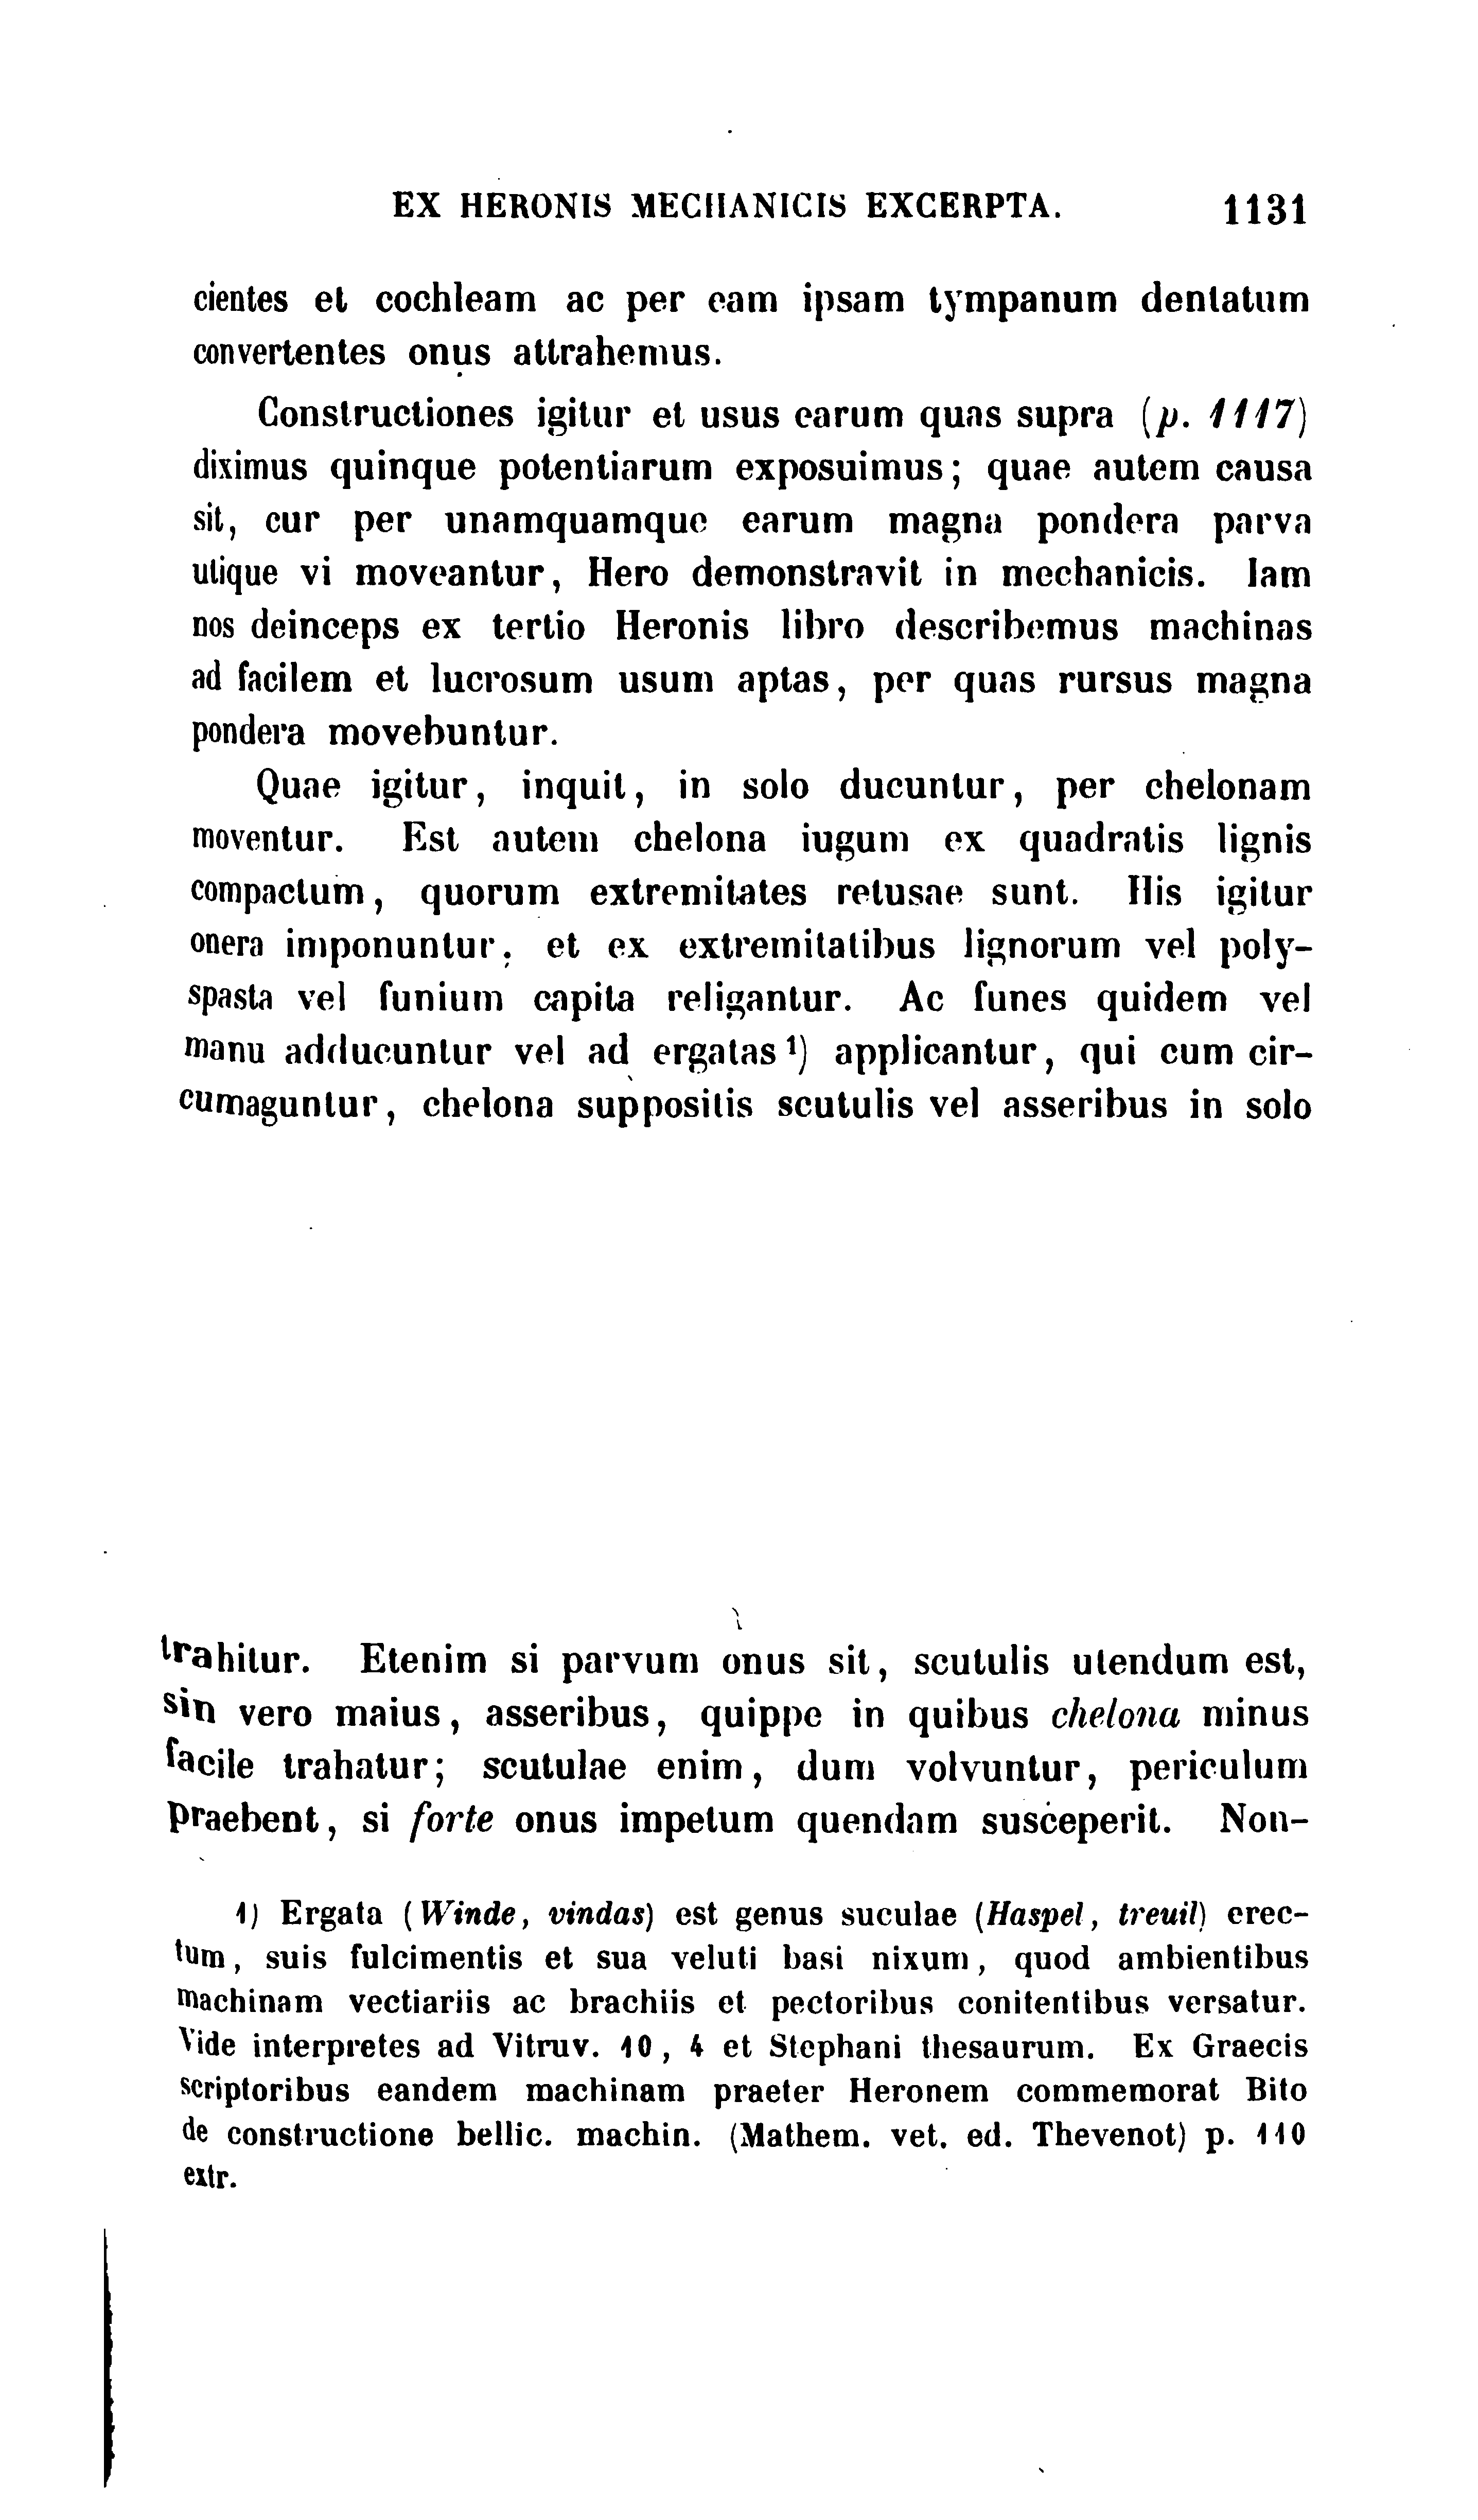 EX HERONIS MECHANICIS EXCERPTA. 1131
cientes et cochleam ac per eam ipsam tympanum dentatum
convertentes onus attrahemus.
Constructiones igitur et usus earum quas supra (p. 1117)
diximus quinque potentiarum exposuimus; quae autem causa
sit, cur per unamquamque earum magna pondera parva
utique vi moveantur, Hero demonstravit in mechanicis. Iam
nos deinceps ex tertio Heronis libro describemus machinas
ad facilem et lucrosum usum aptas, per quas rursus magna
pondera movebuntur.
Quae igitur, inquit, in solo ducuntur, per chelonam
moventur. Est autem chelona iugum ex quadratis lignis
compactum, quorum extremitates retusae sunt. His igitur
onera imponuntur, et ex extremitatibus lignorum vel poly-
spasta vel funium capita religantur. Ac funes quidem vel
manu adducuntur vel ad ergatas ¹) applicantur, qui cum cir-
cumaguntur, chelona suppositis scutulis vel asseribus in solo
trahitur. Etenim si parvum onus sit, scutulis utendum est,
sin vero maius, asseribus, quippe in quibus chelona minus
facile trahatur; scutulae enim, dum volvuntur, periculum
praebent, si forte onus impetum quendam susceperit. Non-
1) Ergata (Winde, vindas) est genus suculae (Haspel, treuil) erec-
tum, suis fulcimentis et sua veluti basi nixum, quod ambientibus
machinam vectiariis ac brachiis et pectoribus conitentibus versatur.
Vide interpretes ad Vitruv. 10, 4 et Stephani thesaurum. Ex Graecis
scriptoribus eandem machinam praeter Heronem commemorat Bito
de constructione bellic. machin. (Mathem. vet. ed. Thevenot) p. 110
extr.